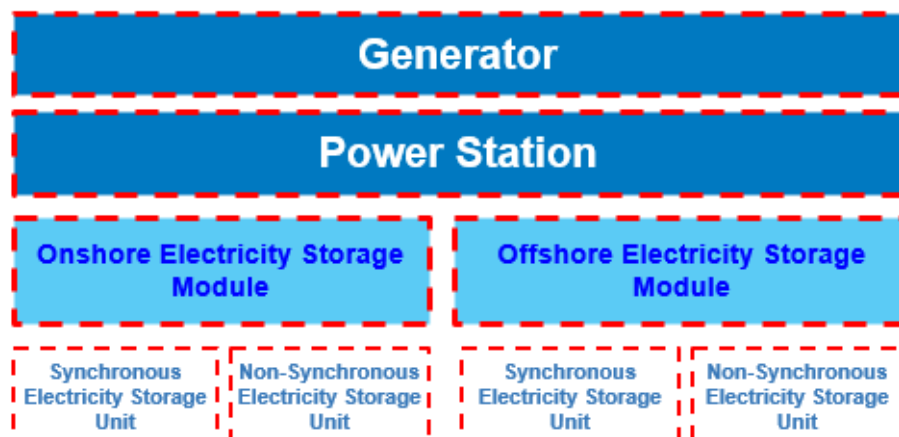 Generator
Power Station
Onshore Electricity Storage
Module
Offshore Electricity Storage
Module
Synchronous
Electricity Storage
Unit
Non-Synchronous
Electricity Storage
Unit
Synchronous
Electricity Storage
Unit
Non-Synchronous
Electricity Storage
Unit